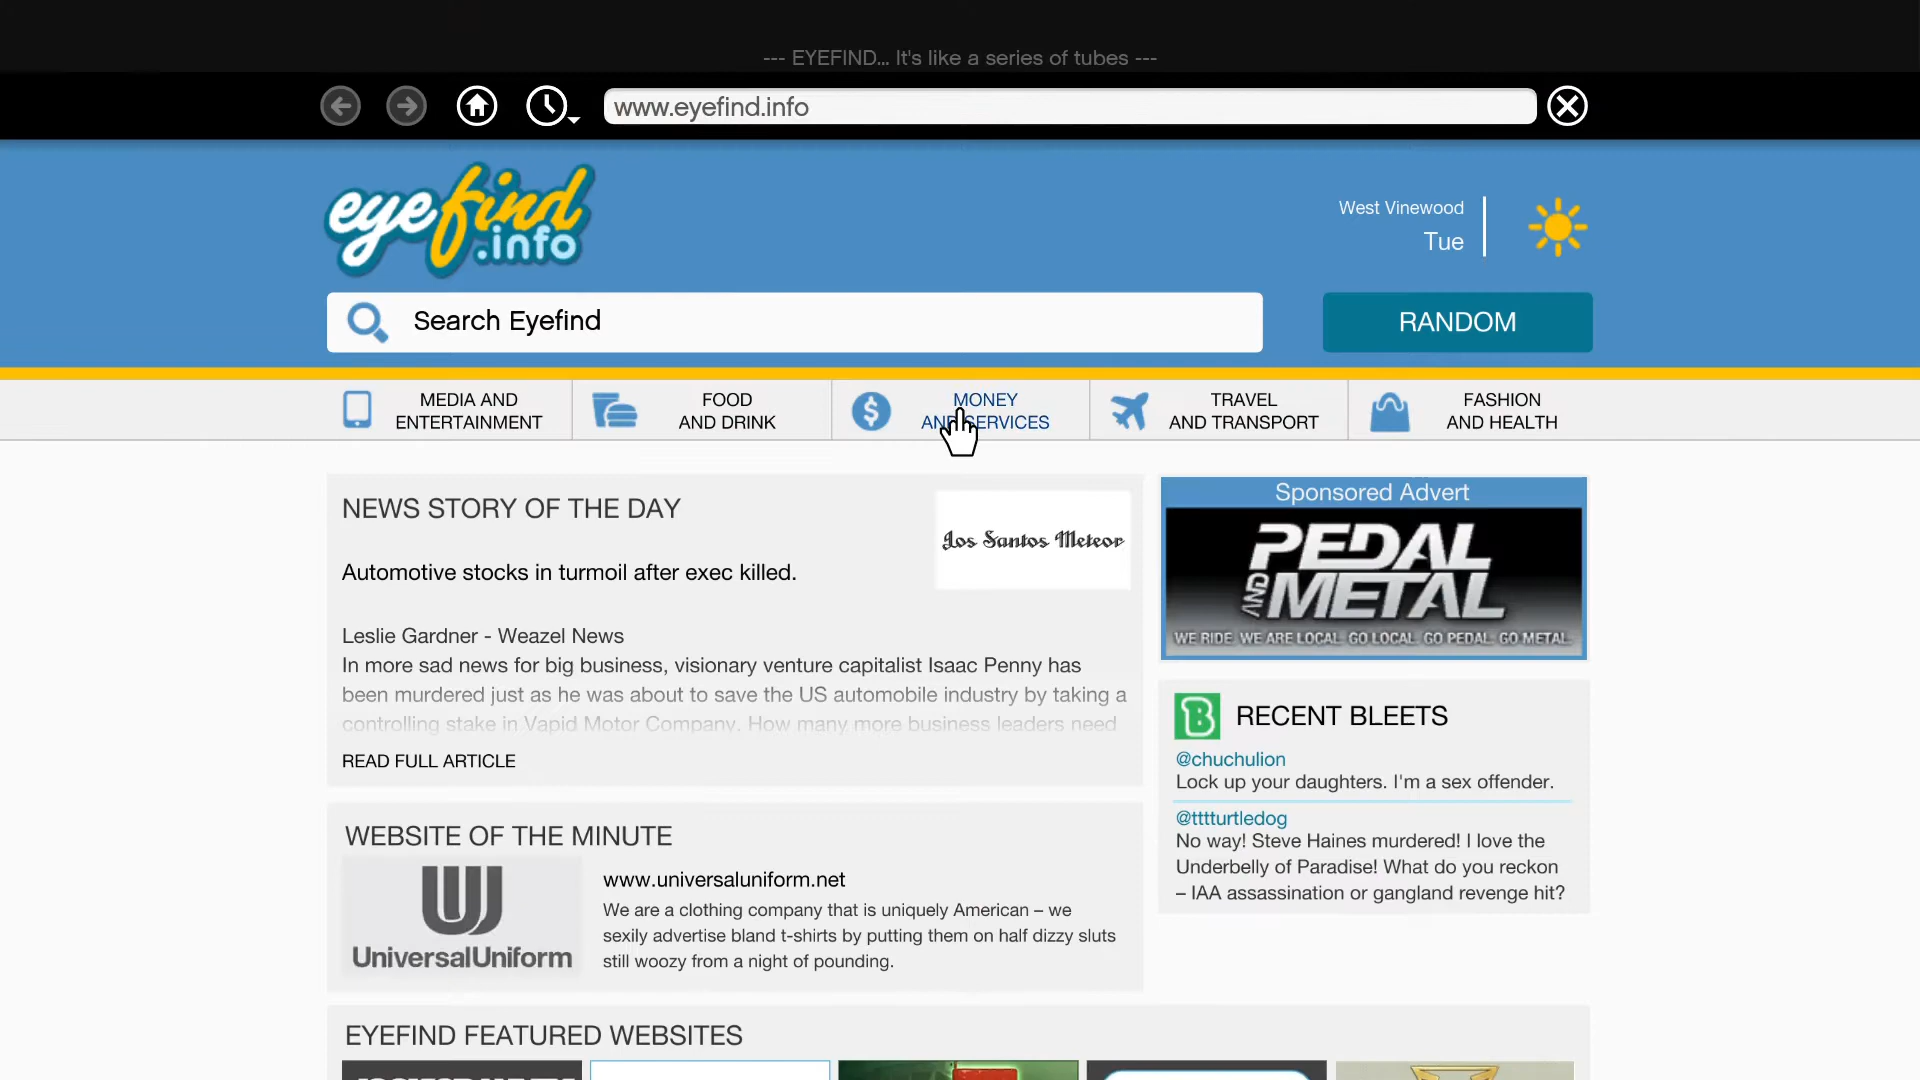 --- EYEFIND... It's like a series of tubes ---
www.eyefind.info
eyefind
.info
West Vinewood
Tue
Search Eyefind
RANDOM
MEDIA AND
ENTERTAINMENT
FOOD
AND DRINK
MONEY
AND SERVICES
TRAVEL
AND TRANSPORT
FASHION
AND HEALTH
NEWS STORY OF THE DAY
Los Santos Meteor
Automotive stocks in turmoil after exec killed.
Leslie Gardner - Weazel News
In more sad news for big business, visionary venture capitalist Isaac Penny has
been murdered just as he was about to save the US automobile industry by taking a
controlling stake in Vapid Motor Company. How many more business leaders need
READ FULL ARTICLE
Sponsored Advert
PEDAL
AND
METAL
WE RIDE. WE ARE LOCAL. GO LOCAL. GO PEDAL. GO METAL.
B
RECENT BLEETS
@chuchulion
Lock up your daughters. I'm a sex offender.
@tttturtledog
No way! Steve Haines murdered! I love the
Underbelly of Paradise! What do you reckon
– IAA assassination or gangland revenge hit?
WEBSITE OF THE MINUTE
UU
UniversalUniform
www.universaluniform.net
We are a clothing company that is uniquely American – we
sexily advertise bland t-shirts by putting them on half dizzy sluts
still woozy from a night of pounding.
EYEFIND FEATURED WEBSITES